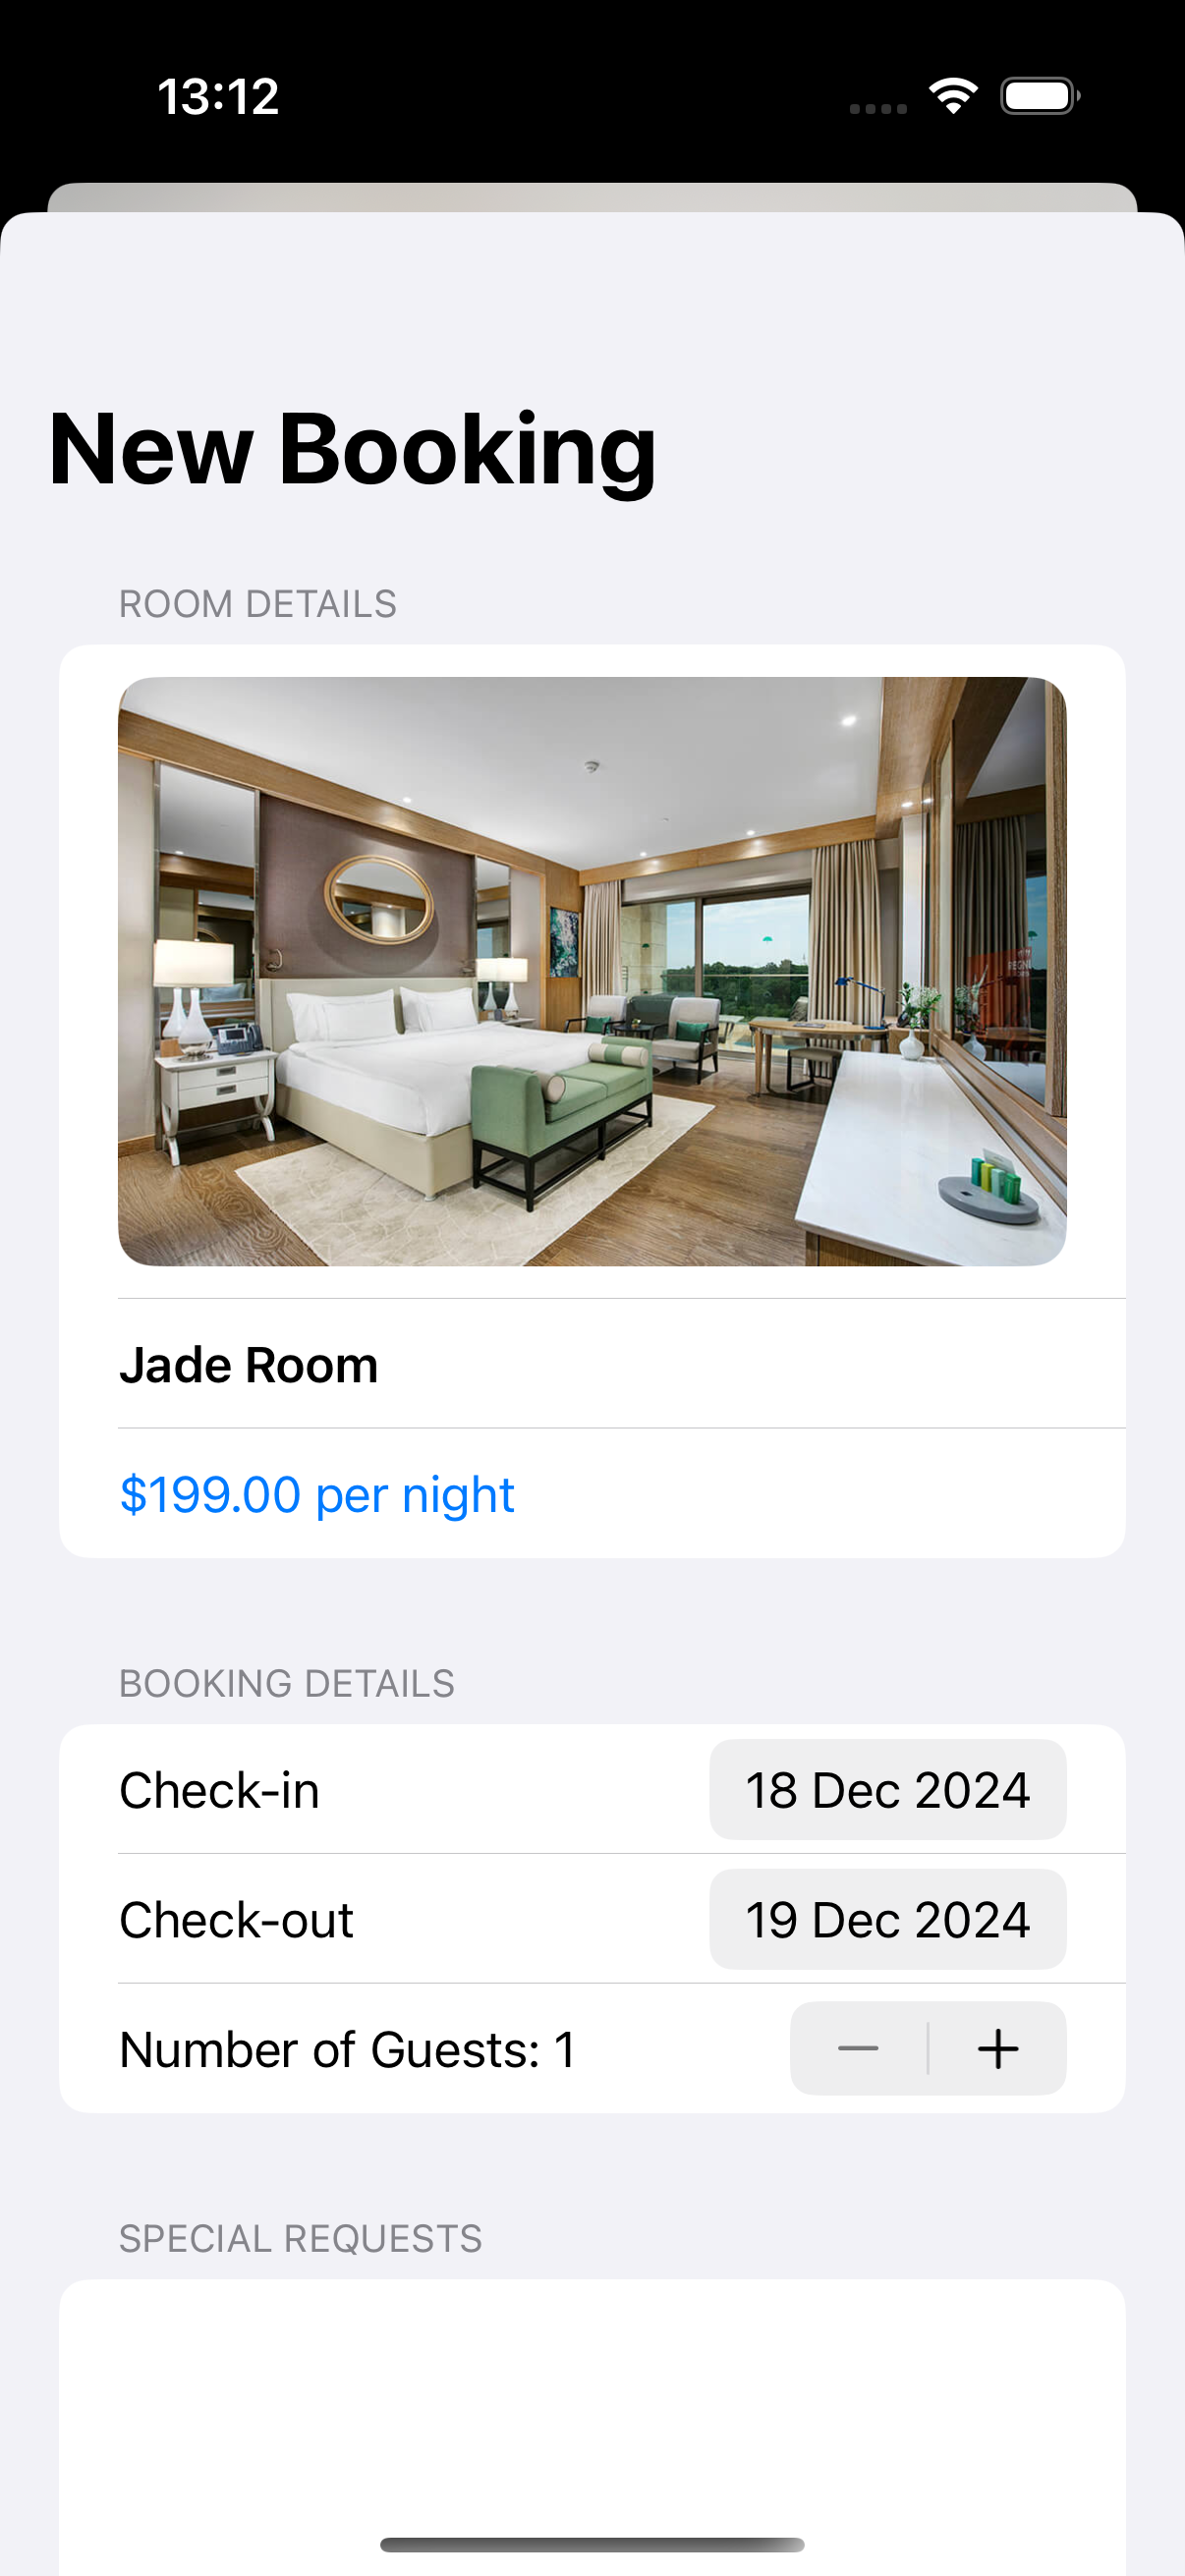 13:12
New Booking
ROOM DETAILS
Jade Room
$199.00 per night
BOOKING DETAILS
Check-in 18 Dec 2024
Check-out 19 Dec 2024
Number of Guests: 1
SPECIAL REQUESTS